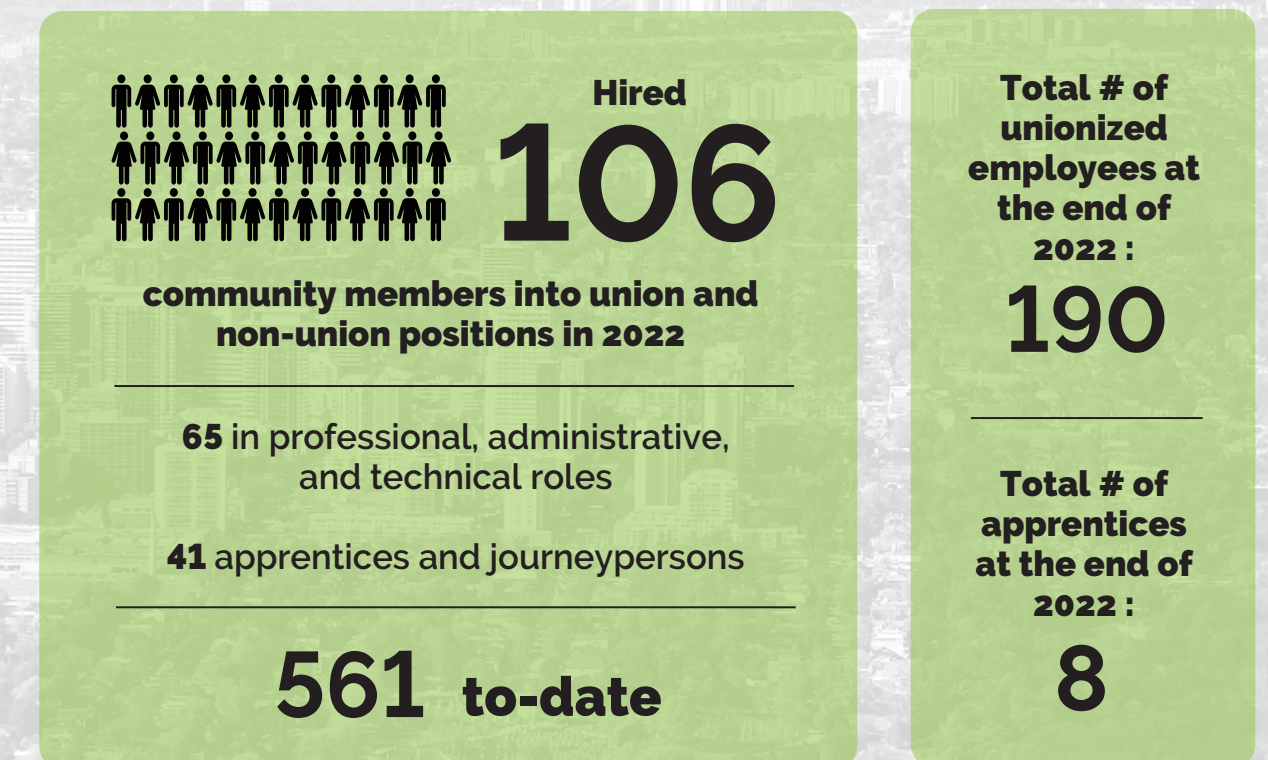 Hired
106
community members into union and
non-union positions in 2022
65 in professional, administrative,
and technical roles
41 apprentices and journeypersons
561 to-date
Total # of
unionized
employees at
the end of
2022 :
190
Total # of
apprentices
at the end of
2022 :
8